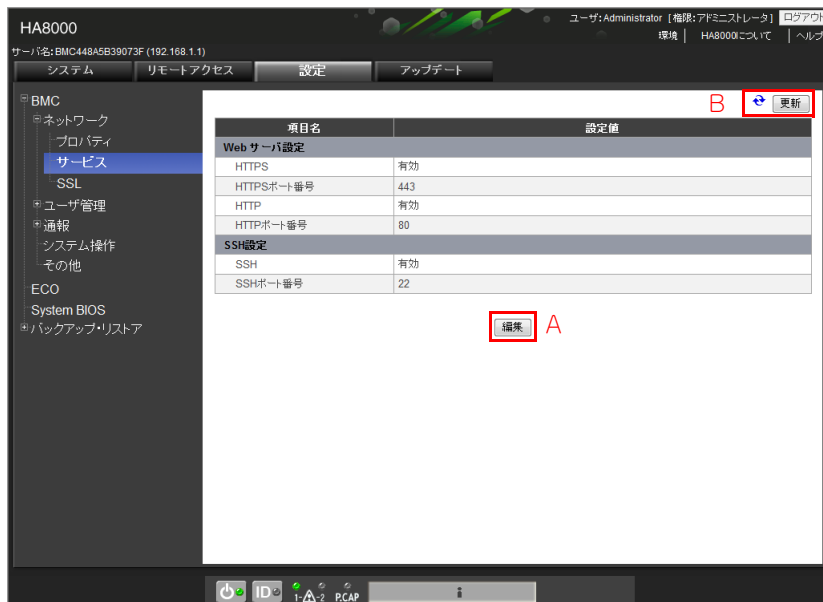 HA8000
ユーザ:Administrator [権限:アドミニストレータ] ログアウト
環境 | HA8000について | ヘルプ
サーバ名:BMC448A5B39073F (192.168.1.1)
システム リモートアクセス 設定 アップデート
BMC
ネットワーク
プロパティ
サービス
SSL
ユーザ管理
通報
システム操作
その他
ECO
System BIOS
バックアップ・リストア
B 更新
項目名 設定値
Web サーバ設定
HTTPS 有効
HTTPSポート番号 443
HTTP 有効
HTTPポート番号 80
SSH設定
SSH 有効
SSHポート番号 22
編集 A
ID 1-2 P.CAP i